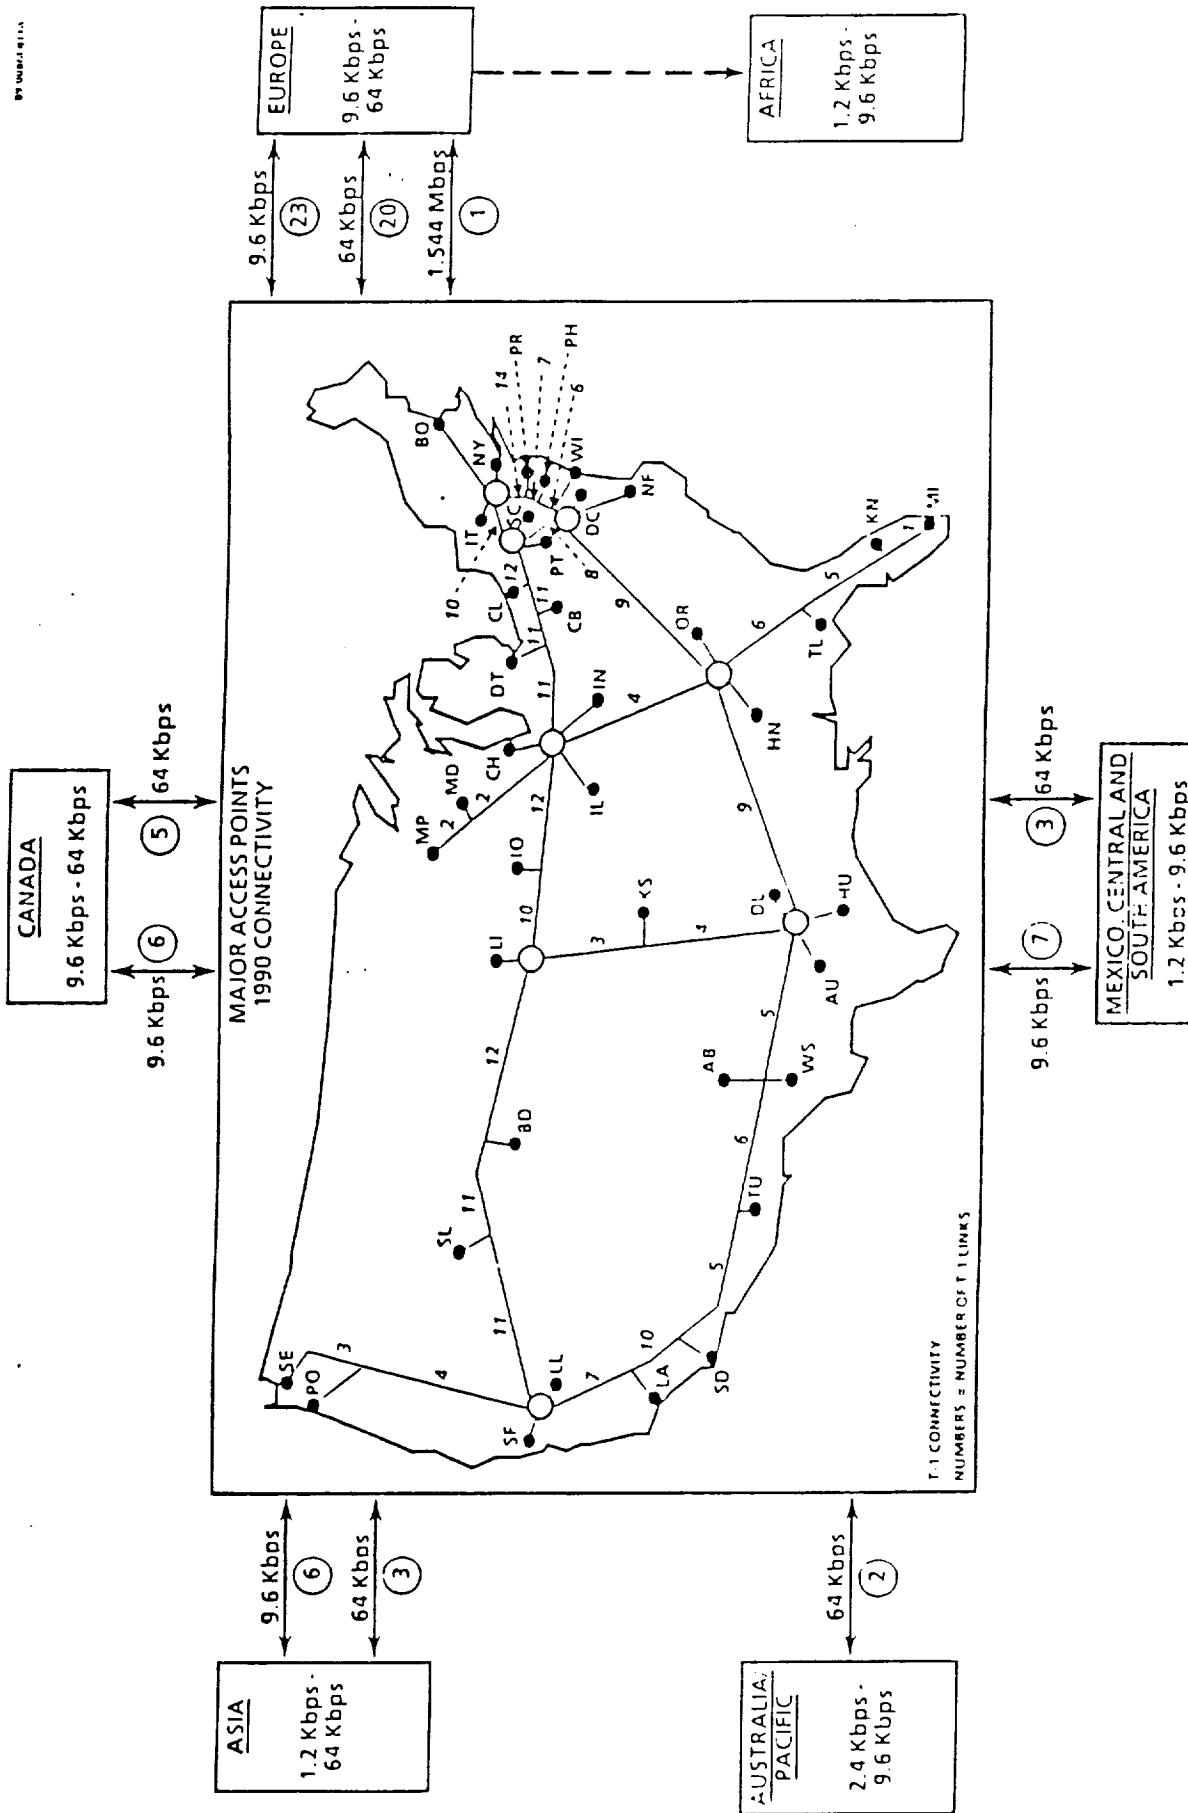 CANADA
9.6 Kbps - 64 Kbps
9.6 Kbps
6
5
64 Kbps
ASIA
1.2 Kbps -
64 Kbps
9.6 Kbps
6
64 Kbps
3
AUSTRALIA/
PACIFIC
2.4 Kbps -
9.6 Kbps
64 Kbps
2
MAJOR ACCESS POINTS
1990 CONNECTIVITY
SE
PO
3
4
SF
LL
11
SL
11
BD
12
LI
10
IO
12
MP
2
MD
2
CH
IL
IN
11
DT
11
CB
11
CL
12
10
IT
SC
PT
8
NY
BO
14
PR
7
PH
6
WI
DC
NF
9
4
OR
HN
6
TL
5
KN
1
MI
9
3
KS
4
DL
HU
AU
5
AB
WS
6
TU
5
10
SD
LA
7
T-1 CONNECTIVITY
NUMBERS = NUMBER OF T-1 LINKS
9.6 Kbps
23
64 Kbps
20
1.544 Mbps
1
EUROPE
9.6 Kbps -
64 Kbps
AFRICA
1.2 Kbps -
9.6 Kbps
9.6 Kbps
7
3
64 Kbps
MEXICO, CENTRAL AND
SOUTH AMERICA
1.2 Kbps - 9.6 Kbps